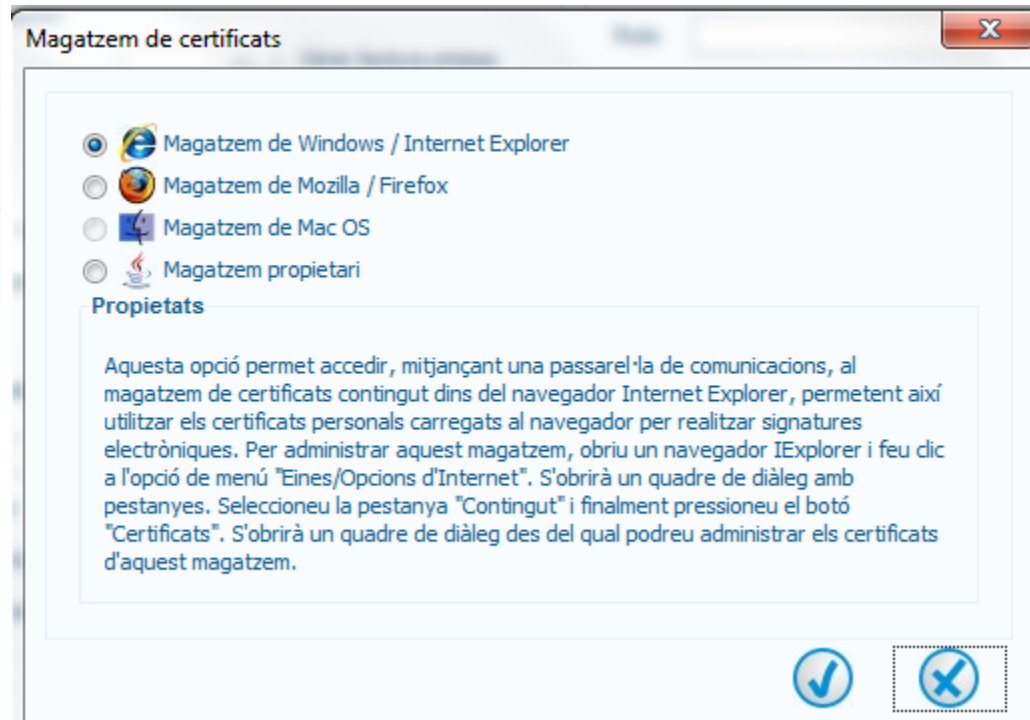 Magatzem de certificats
Magatzem de Windows / Internet Explorer
Magatzem de Mozilla / Firefox
Magatzem de Mac OS
Magatzem propietari
Propietats
Aquesta opció permet accedir, mitjançant una passarel·la de comunicacions, al
magatzem de certificats contingut dins del navegador Internet Explorer, permetent així
utilitzar els certificats personals carregats al navegador per realitzar signatures
electròniques. Per administrar aquest magatzem, obriu un navegador IExplorer i feu clic
a l'opció de menú "Eines/Opcions d'Internet". S'obrirà un quadre de diàleg amb
pestanyes. Seleccioneu la pestanya "Contingut" i finalment pressioneu el botó
"Certificats". S'obrirà un quadre de diàleg des del qual podreu administrar els certificats
d'aquest magatzem.